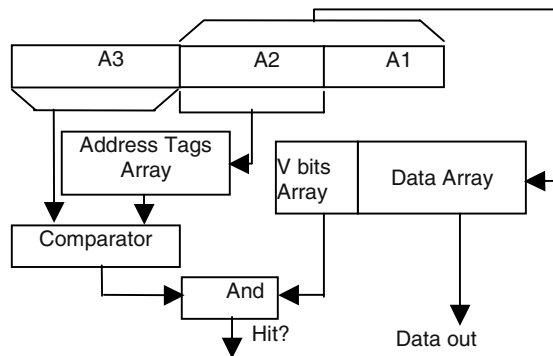 A3 A2 A1
Address Tags
Array
V bits
Array
Data Array
Comparator
And
Hit?
Data out